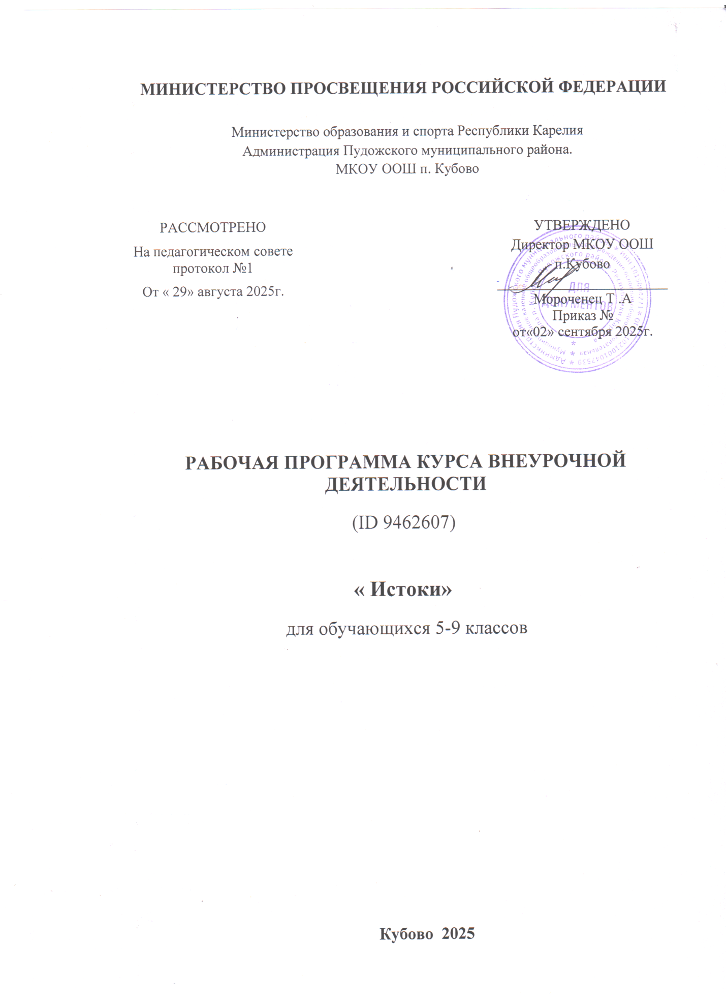 МИНИСТЕРСТВО ПРОСВЕЩЕНИЯ РОССИЙСКОЙ ФЕДЕРАЦИИ
Министерство образования и спорта Республики Карелия
Администрация Пудожского муниципального района.
МКОУ ООШ п. Кубово
РАССМОТРЕНО
На педагогическом совете
протокол №1
От « 29» августа 2025г.
УТВЕРЖДЕНО
Директор МКОУ ООШ
п.Кубово
Мороченец Т .А
Приказ №
от«02» сентября 2025г.
ДЛЯ
ДОКУМЕНТОВ
РАБОЧАЯ ПРОГРАММА КУРСА ВНЕУРОЧНОЙ
ДЕЯТЕЛЬНОСТИ
(ID 9462607)
« Истоки»
для обучающихся 5-9 классов
Кубово 2025